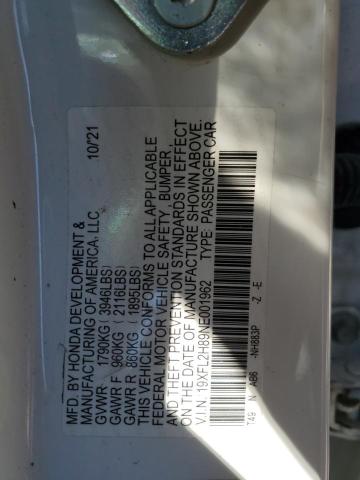 MFD. BY HONDA DEVELOPMENT &
MANUFACTURING OF AMERICA, LLC 10/21
GVWR 1790KG ( 3946LBS)
GAWR F 960KG ( 2116LBS)
GAWR R 860KG ( 1895LBS)
THIS VEHICLE CONFORMS TO ALL APPLICABLE
FEDERAL MOTOR VEHICLE SAFETY, BUMPER,
AND THEFT PREVENTION STANDARDS IN EFFECT
ON THE DATE OF MANUFACTURE SHOWN ABOVE.
V.I.N. 19XFL2H89NE001962 TYPE: PASSENGER CAR
T49 N AB6 -NH883P -Z -E